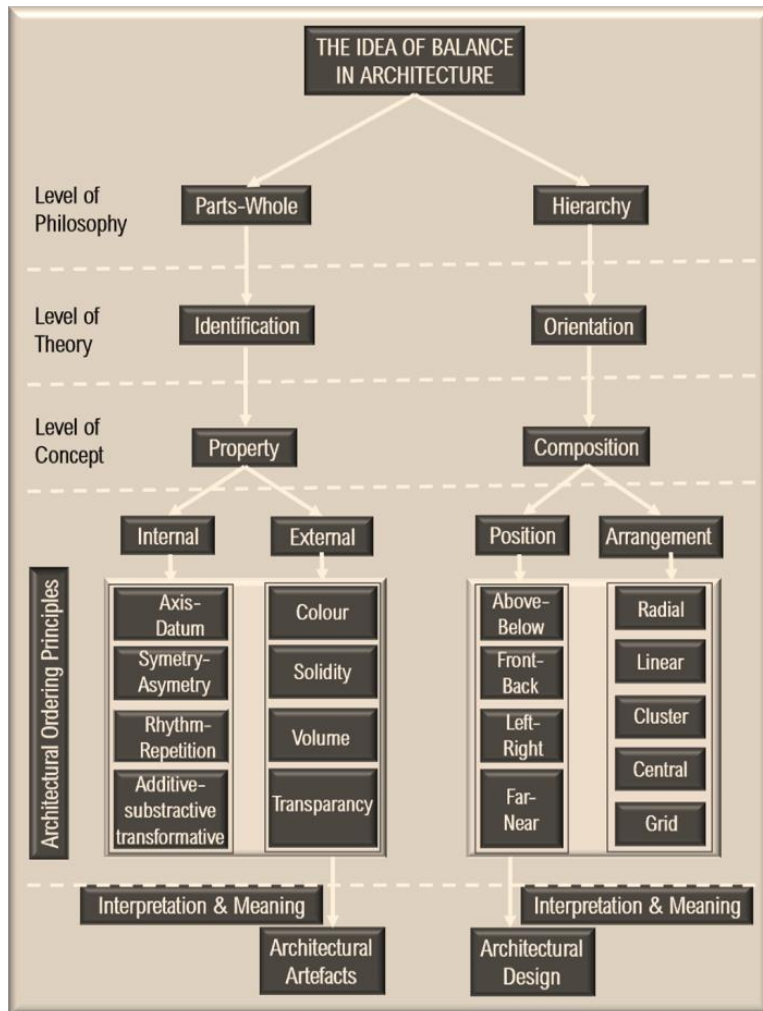 THE IDEA OF BALANCE
IN ARCHITECTURE
Level of
Philosophy
Parts-Whole
Hierarchy
Level of
Theory
Identification
Orientation
Level of
Concept
Property
Composition
Internal
External
Position
Arrangement
Architectural Ordering Principles
Axis-
Datum
Symetry-
Asymetry
Rhythm-
Repetition
Additive-
substractive
transformative
Colour
Solidity
Volume
Transparancy
Above-
Below
Front-
Back
Left-
Right
Far-
Near
Radial
Linear
Cluster
Central
Grid
Interpretation & Meaning
Interpretation & Meaning
Architectural
Artefacts
Architectural
Design